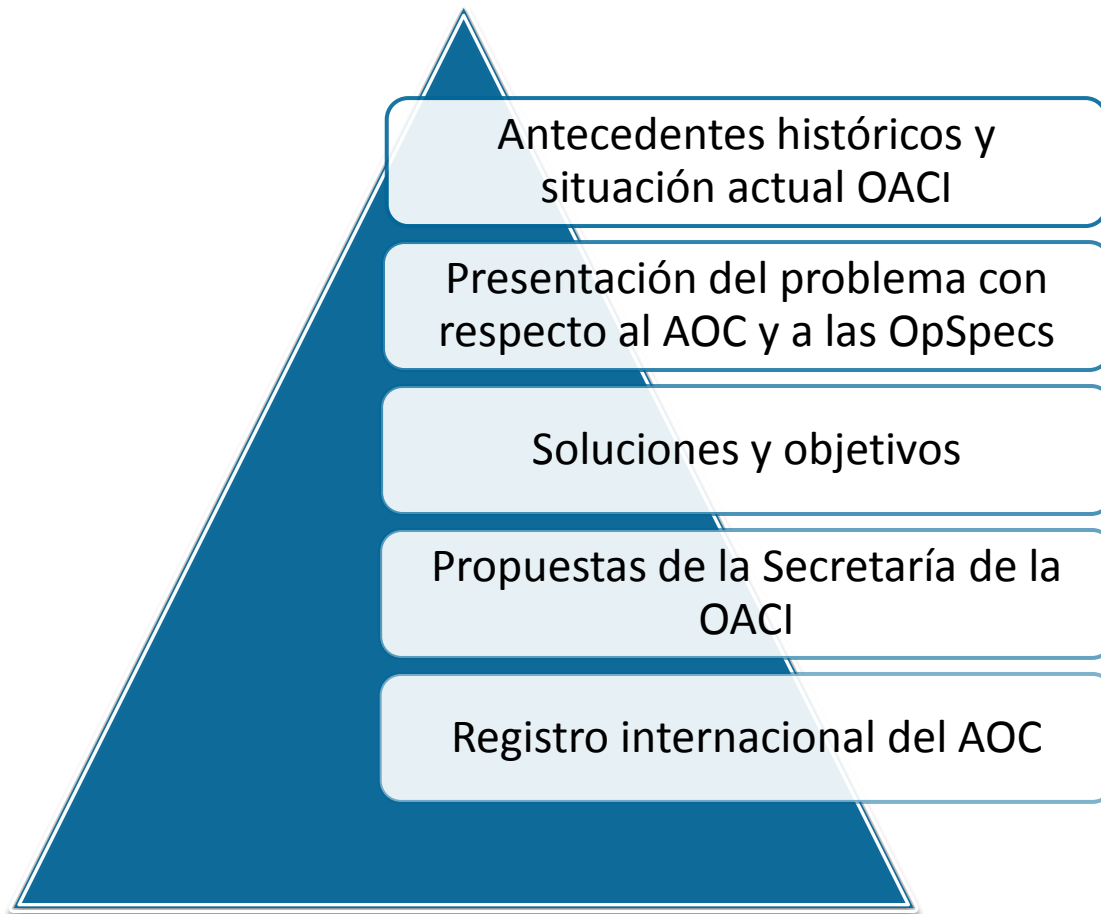 Antecedentes históricos y
situación actual OACI
Presentación del problema con
respecto al AOC y a las OpSpecs
Soluciones y objetivos
Propuestas de la Secretaría de la
OACI
Registro internacional del AOC